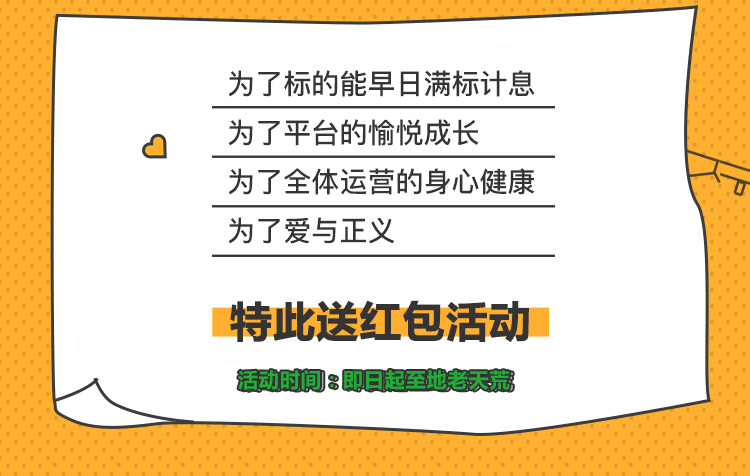 为了标的能早日满标计息
为了平台的愉悦成长
为了全体运营的身心健康
为了爱与正义
特此送红包活动
活动时间：即日起至地老天荒